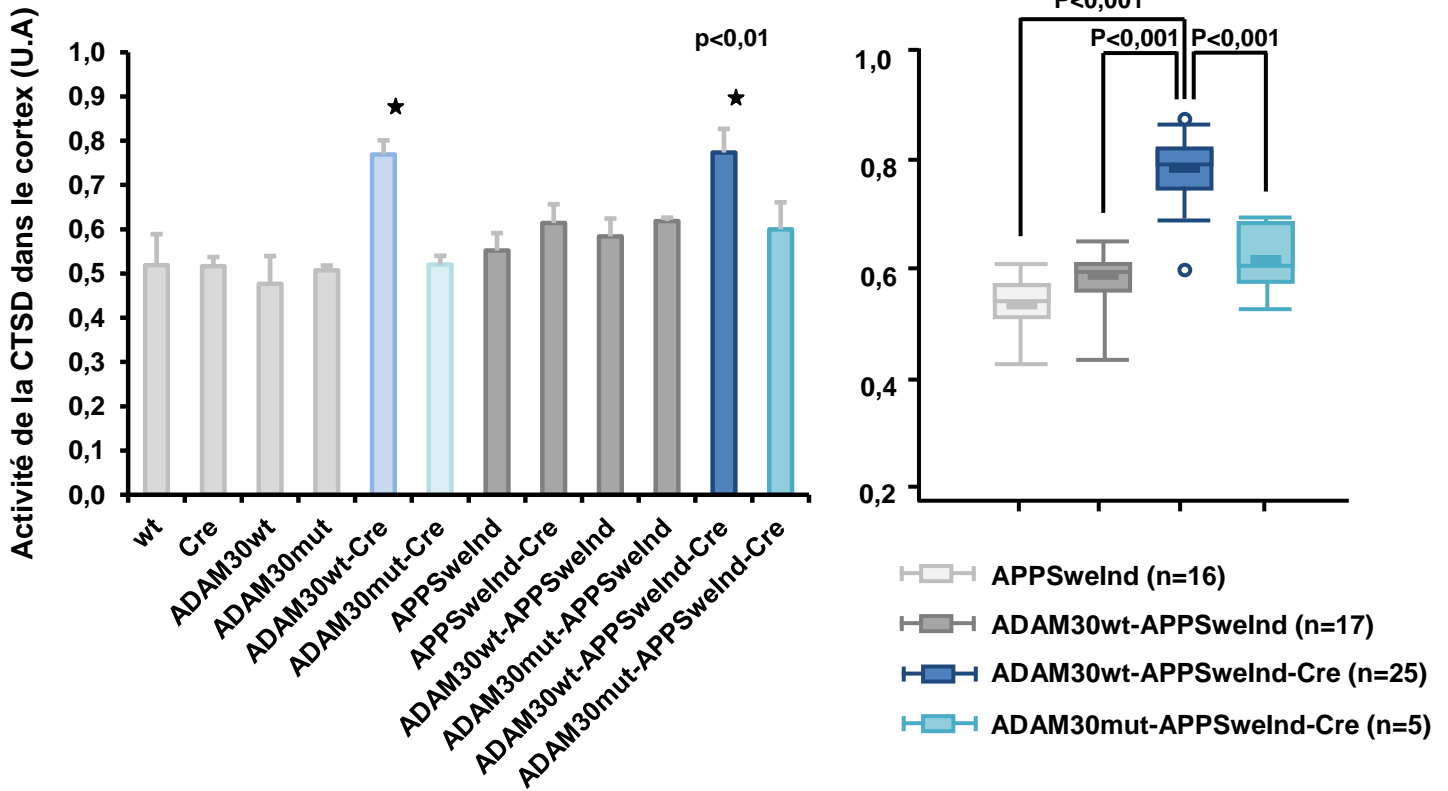 Activité de la CTSD dans le cortex (U.A)
1,0
0,9
0,8
0,7
0,6
0,5
0,4
0,3
0,2
0,1
0,0
p<0,01
wt
Cre
ADAM30wt
ADAM30mut
ADAM30wt-Cre
ADAM30mut-Cre
APPSweInd
APPSweInd-Cre
ADAM30wt-APPSweInd
ADAM30mut-APPSweInd
ADAM30wt-APPSweInd-Cre
ADAM30mut-APPSweInd-Cre
P<0,001
P<0,001 P<0,001
1,0
0,8
0,6
0,4
0,2
APPSweInd (n=16)
ADAM30wt-APPSweInd (n=17)
ADAM30wt-APPSweInd-Cre (n=25)
ADAM30mut-APPSweInd-Cre (n=5)